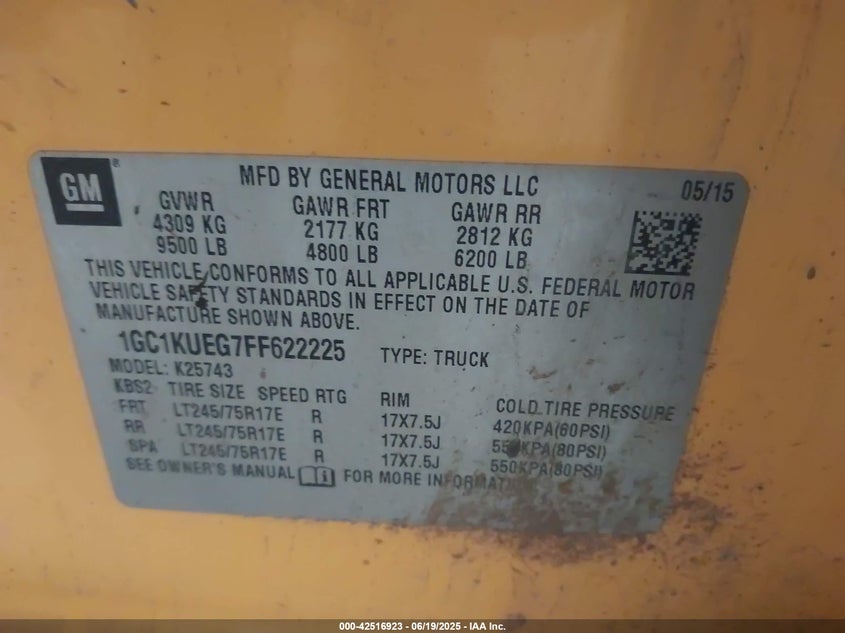 GM ®
MFD BY GENERAL MOTORS LLC 05/15
GVWR GAWR FRT GAWR RR
4309 KG 2177 KG 2812 KG
9500 LB 4800 LB 6200 LB
THIS VEHICLE CONFORMS TO ALL APPLICABLE U.S. FEDERAL MOTOR
VEHICLE SAFETY STANDARDS IN EFFECT ON THE DATE OF
MANUFACTURE SHOWN ABOVE.
1GC1KUEG7FF622225 TYPE: TRUCK
MODEL: K25743
KBS2 TIRE SIZE SPEED RTG RIM COLD TIRE PRESSURE
FRT LT245/75R17E R 17X7.5J 420KPA(60PSI)
RR LT245/75R17E R 17X7.5J 550KPA(80PSI)
SPA LT245/75R17E R 17X7.5J 550KPA(80PSI)
SEE OWNER'S MANUAL FOR MORE INFORMATION
000-42516923 - 06/19/2025 - IAA Inc.